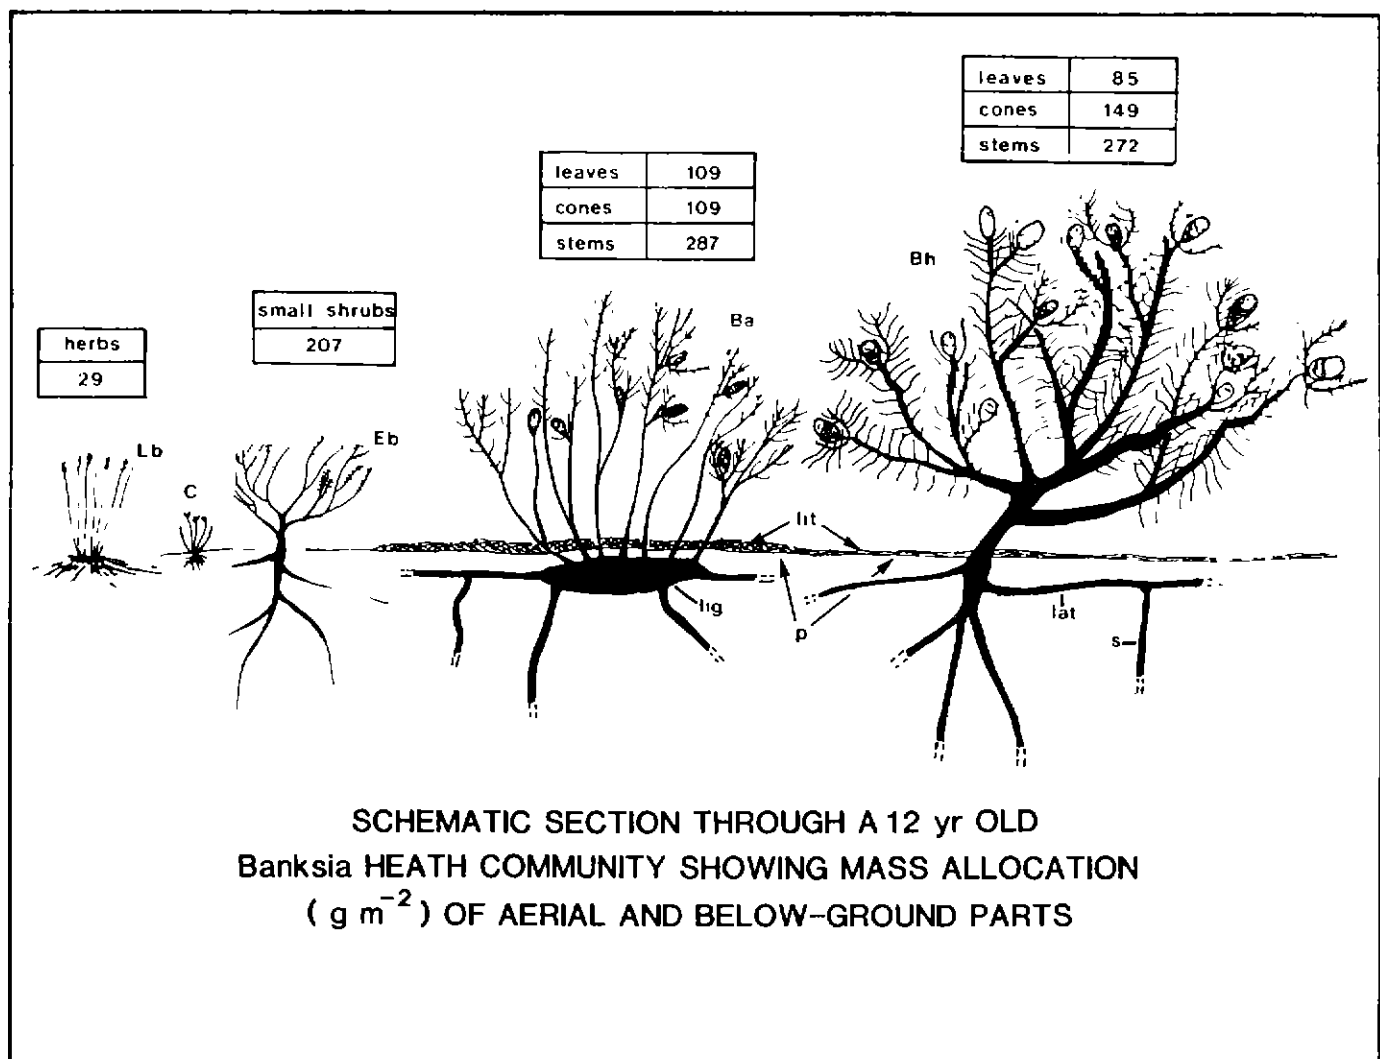 leaves 85
cones 149
stems 272
leaves 109
cones 109
stems 287
small shrubs
207
herbs
29
Bh
Ba
Eb
Lb
C
lit
lig
p
lat
s
SCHEMATIC SECTION THROUGH A 12 yr OLD
Banksia HEATH COMMUNITY SHOWING MASS ALLOCATION
( g m⁻² ) OF AERIAL AND BELOW-GROUND PARTS